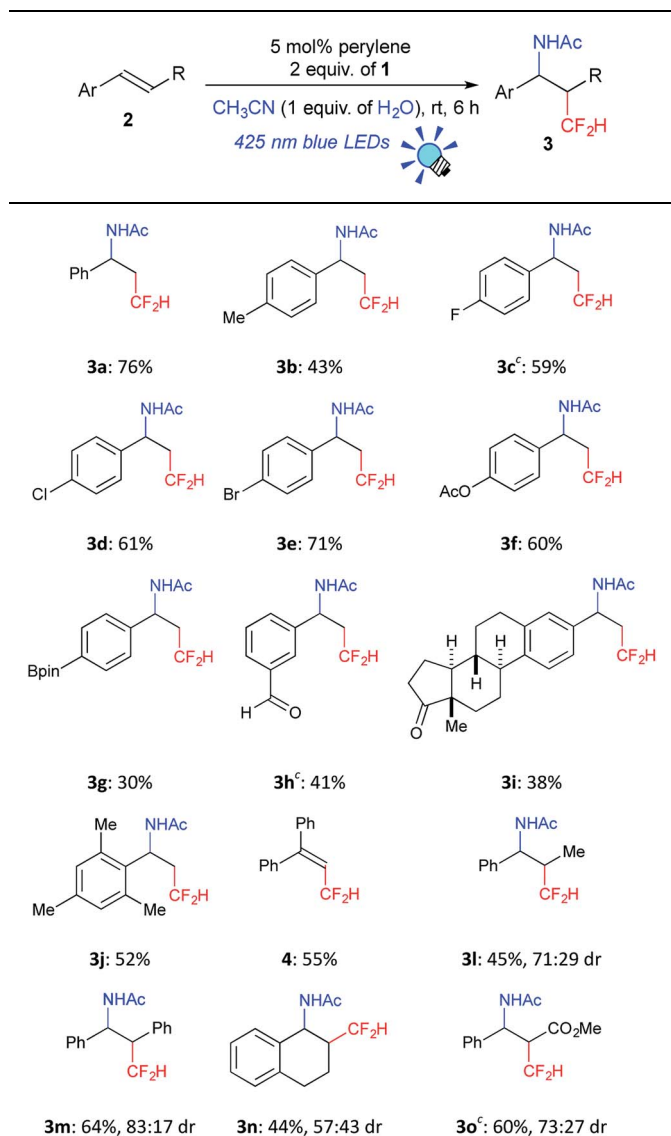 5 mol% perylene
2 equiv. of 1
CH₃CN (1 equiv. of H₂O), rt, 6 h
425 nm blue LEDs
Ar
R
2
NHAc
Ar
R
CF₂H
3
NHAc
Ph
CF₂H
3a: 76%
NHAc
Me
CF₂H
3b: 43%
NHAc
F
CF₂H
3cᶜ: 59%
NHAc
Cl
CF₂H
3d: 61%
NHAc
Br
CF₂H
3e: 71%
NHAc
AcO
CF₂H
3f: 60%
NHAc
Bpin
CF₂H
3g: 30%
NHAc
CF₂H
H
O
3hᶜ: 41%
NHAc
CF₂H
H
H
H
O
Me
3i: 38%
Me
NHAc
Me
Me
CF₂H
3j: 52%
Ph
Ph
CF₂H
4: 55%
NHAc
Ph
Me
CF₂H
3l: 45%, 71:29 dr
NHAc
Ph
Ph
CF₂H
3m: 64%, 83:17 dr
NHAc
CF₂H
3n: 44%, 57:43 dr
NHAc
Ph
CO₂Me
CF₂H
3oᶜ: 60%, 73:27 dr